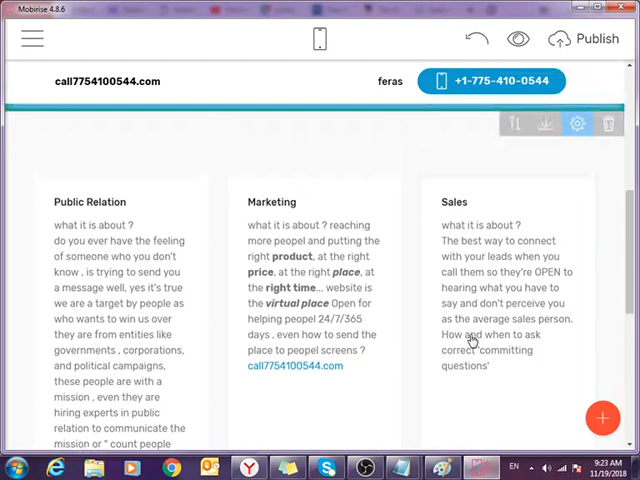 Mobirise 4.8.6
Publish
call7754100544.com
feras
+1-775-410-0544
Public Relation
what it is about ?
do you ever have the feeling
of someone who you don't
know , is trying to send you
a message well, yes it's true
we are a target by people as
who wants to win us over
they are from entities like
governments , corporations,
and political campaigns,
these people are with a
mission , even they are
hiring experts in public
relation to communicate the
mission or " count people
Marketing
what it is about ? reaching
more peopel and putting the
right product, at the right
price, at the right place, at
the right time... website is
the virtual place Open for
helping peopel 24/7/365
days , even how to send the
place to peopel screens ?
call7754100544.com
Sales
what it is about ?
The best way to connect
with your leads when you
call them so they're OPEN to
hearing what you have to
say and don't perceive you
as the average sales person.
How and when to ask
correct 'committing
questions'
EN
9:23 AM
11/19/2018